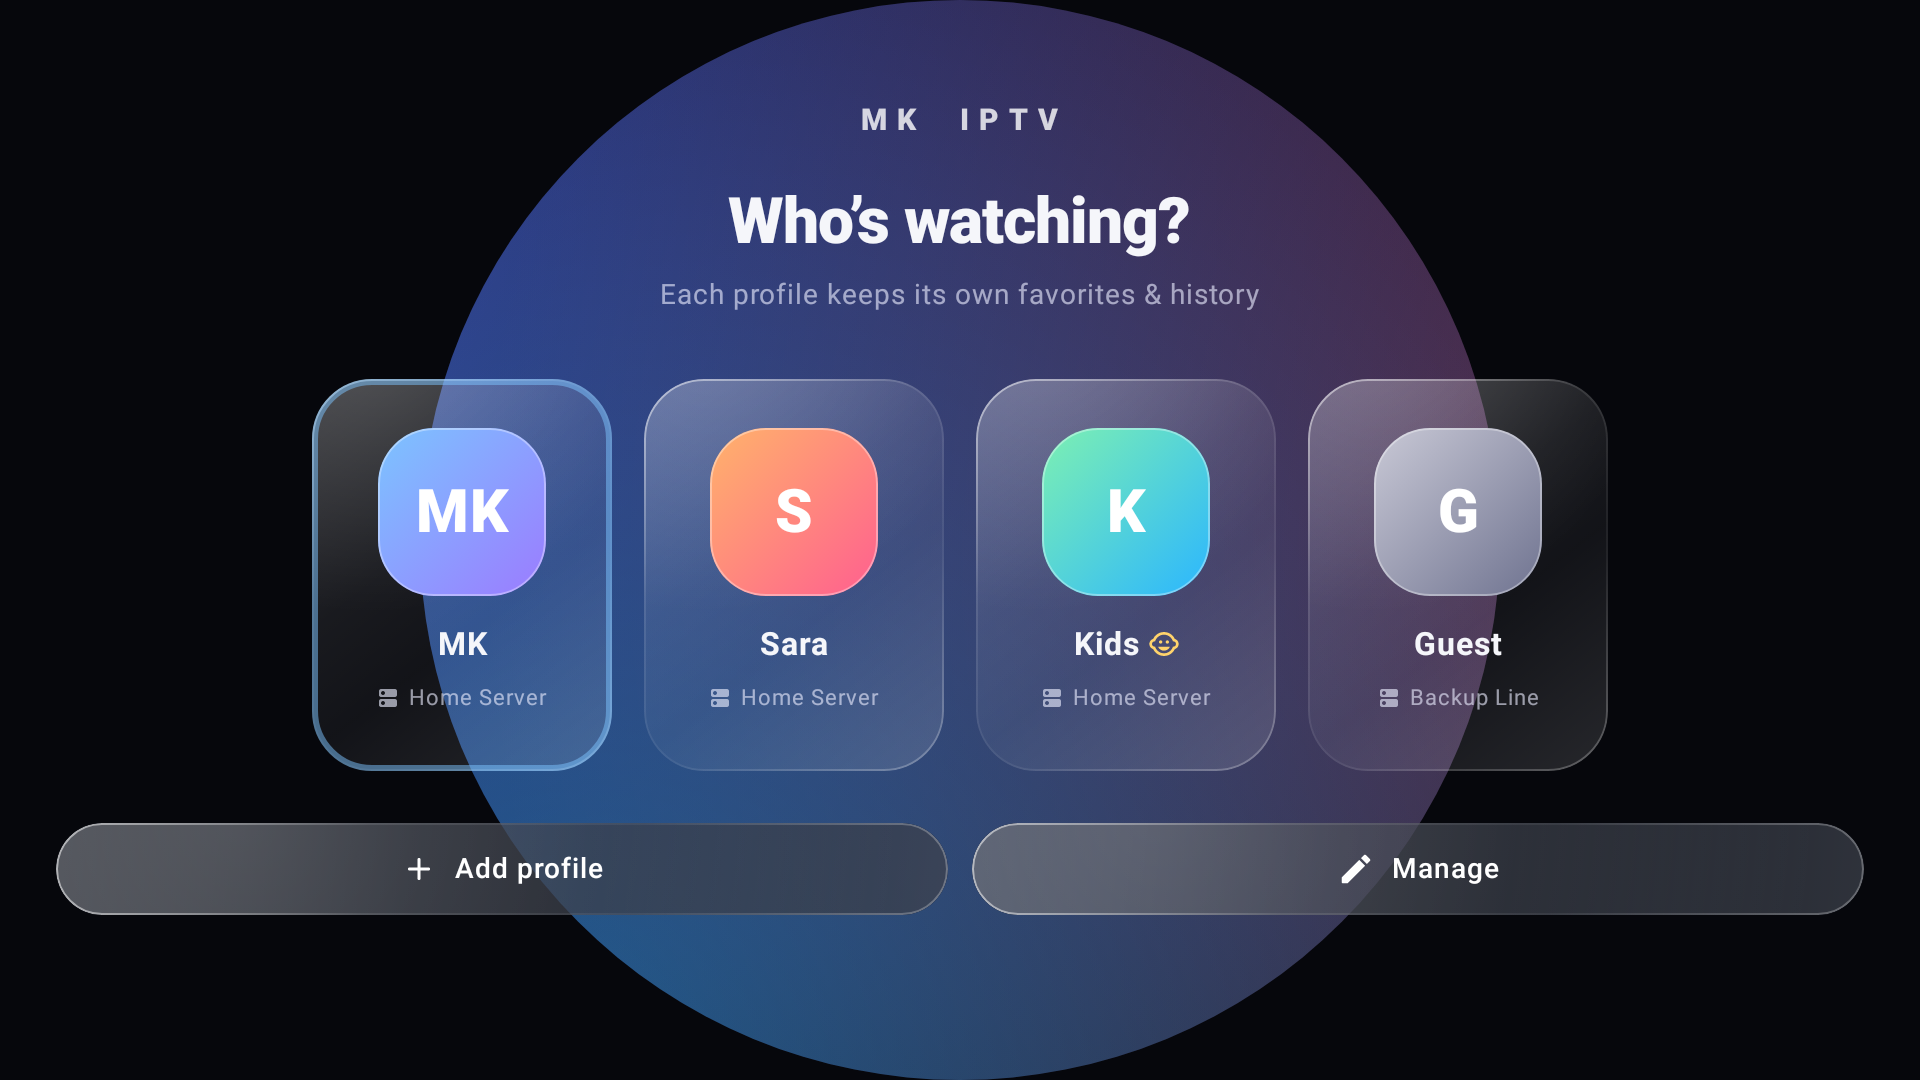 MK IPTV
Who’s watching?
Each profile keeps its own favorites & history
MK
S
K
G
MK
Sara
Kids
Guest
Home Server
Home Server
Home Server
Backup Line
Add profile
Manage